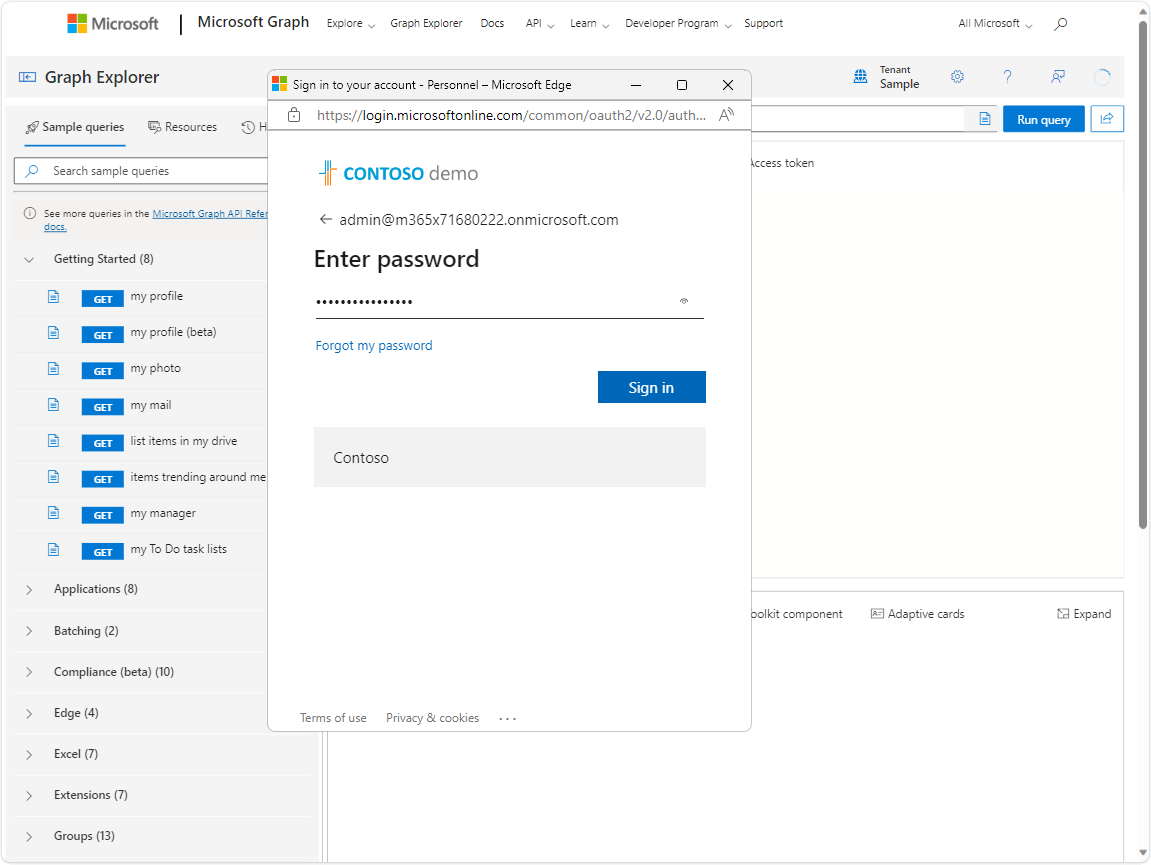 Microsoft | Microsoft Graph Explore Graph Explorer Docs API Learn Developer Program Support All Microsoft
Graph Explorer
Tenant
Sample
?
Sample queries Resources H
Run query
Search sample queries
See more queries in the Microsoft Graph API Refer
docs.
Getting Started (8)
GET my profile
GET my profile (beta)
GET my photo
GET my mail
GET list items in my drive
GET items trending around me
GET my manager
GET my To Do task lists
Applications (8)
Batching (2)
Compliance (beta) (10)
Edge (4)
Excel (7)
Extensions (7)
Groups (13)
Sign in to your account - Personnel – Microsoft Edge
https://login.microsoftonline.com/common/oauth2/v2.0/auth...
CONTOSO demo
admin@m365x71680222.onmicrosoft.com
Enter password
••••••••••••••••
Forgot my password
Sign in
Contoso
Terms of use Privacy & cookies ...
Access token
oolkit component Adaptive cards Expand